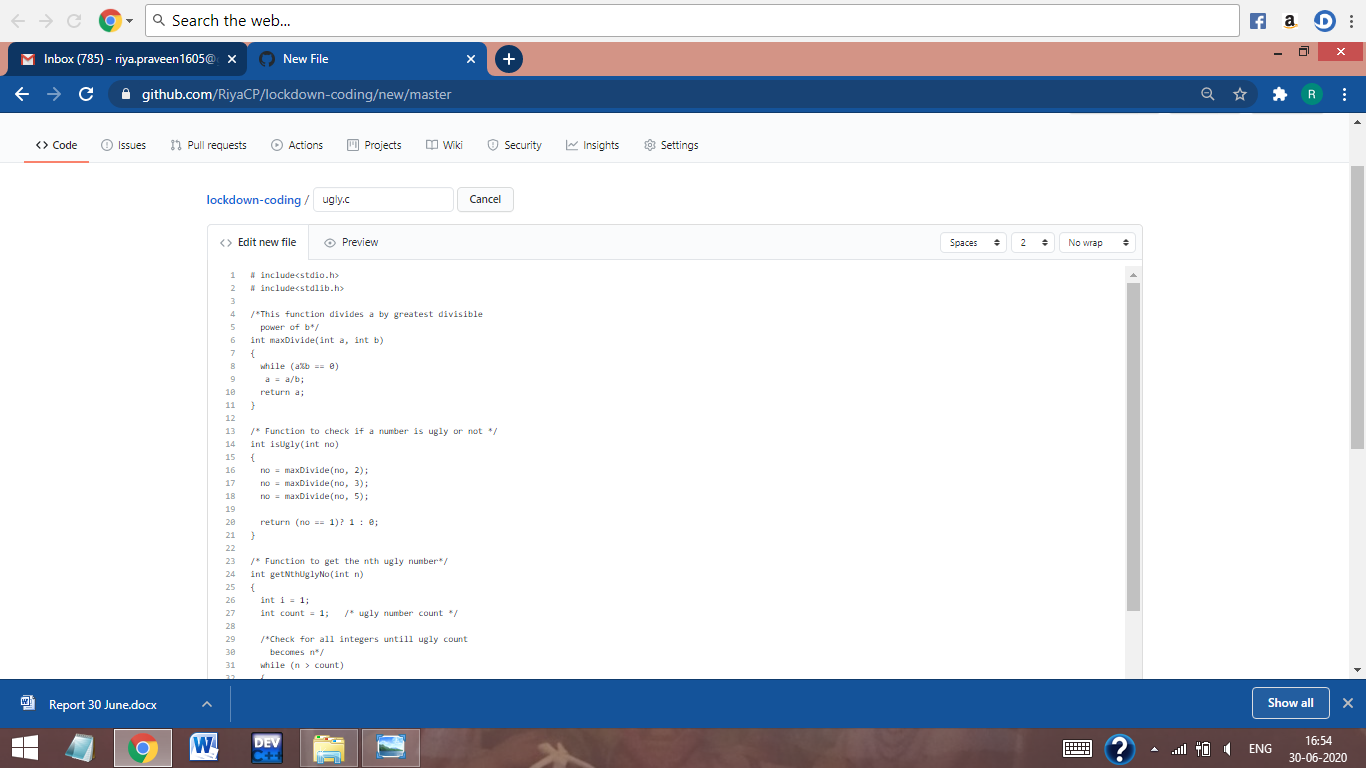 Search the web...
Inbox (785) - riya.praveen1605@
New File
github.com/RiyaCP/lockdown-coding/new/master
R
Code
Issues
Pull requests
Actions
Projects
Wiki
Security
Insights
Settings
lockdown-coding / ugly.c Cancel
<> Edit new file
Preview
Spaces
2
No wrap
1 # include<stdio.h>
2 # include<stdlib.h>
3
4 /*This function divides a by greatest divisible
5 power of b*/
6 int maxDivide(int a, int b)
7 {
8 while (a%b == 0)
9 a = a/b;
10 return a;
11 }
12
13 /* Function to check if a number is ugly or not */
14 int isUgly(int no)
15 {
16 no = maxDivide(no, 2);
17 no = maxDivide(no, 3);
18 no = maxDivide(no, 5);
19
20 return (no == 1)? 1 : 0;
21 }
22
23 /* Function to get the nth ugly number*/
24 int getNthUglyNo(int n)
25 {
26 int i = 1;
27 int count = 1; /* ugly number count */
28
29 /*Check for all integers untill ugly count
30 becomes n*/
31 while (n > count)
32 {
Report 30 June.docx
Show all
DEV
C++
ENG
16:54
30-06-2020